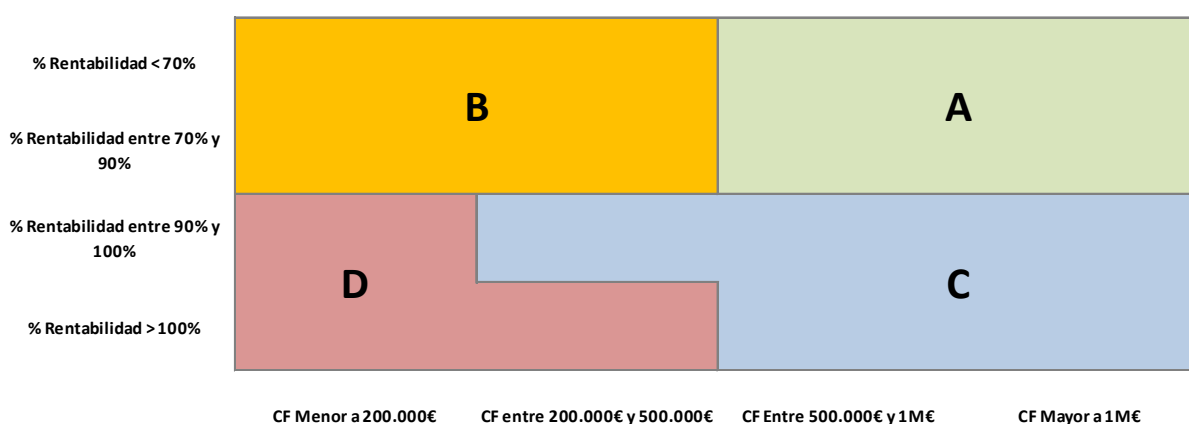 % Rentabilidad < 70%
B
A
% Rentabilidad entre 70% y
90%
% Rentabilidad entre 90% y
100%
D
C
% Rentabilidad > 100%
CF Menor a 200.000€
CF entre 200.000€ y 500.000€
CF Entre 500.000€ y 1M€
CF Mayor a 1M€